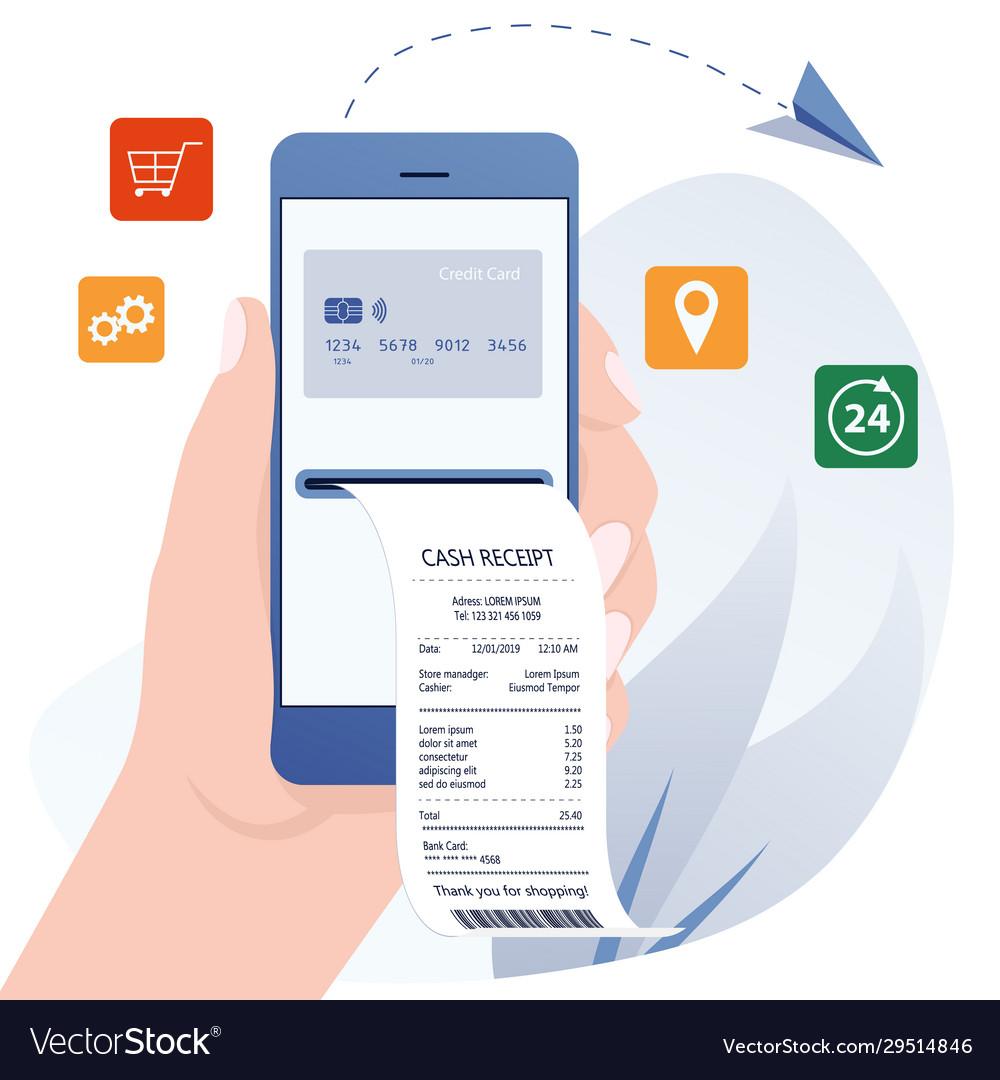 Credit Card
1234 5678 9012 3456
1234 01/20
24
CASH RECEIPT
Adress: LOREM IPSUM
Tel: 123 321 456 1059
Data: 12/01/2019 12:10 AM
Store manadger: Lorem Ipsum
Cashier: Eiusmod Tempor
*******************************************
Lorem ipsum 1.50
dolor sit amet 5.20
consectetur 7.25
adipiscing elit 9.20
sed do eiusmod 2.25
Total 25.40
*******************************************
Bank Card:
**** **** **** 4568
*******************************************
Thank you for shopping!
VectorStock®
VectorStock.com/29514846